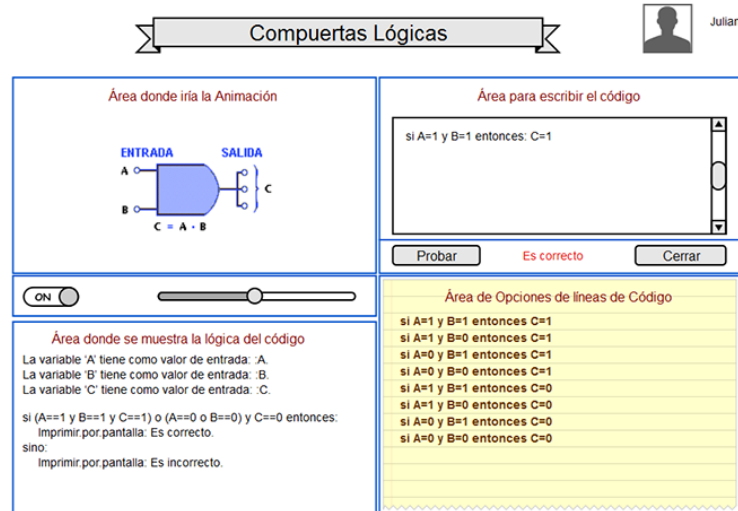 Compuertas Lógicas
Julian
Área donde iría la Animación
ENTRADA SALIDA
A
C
B
C = A · B
Área para escribir el código
si A=1 y B=1 entonces: C=1
Probar Es correcto Cerrar
ON
Área donde se muestra la lógica del código
La variable 'A' tiene como valor de entrada: :A.
La variable 'B' tiene como valor de entrada: :B.
La variable 'C' tiene como valor de entrada: :C.
si (A==1 y B==1 y C==1) o (A==0 o B==0) y C==0 entonces:
Imprimir.por.pantalla: Es correcto.
sino:
Imprimir.por.pantalla: Es incorrecto.
Área de Opciones de líneas de Código
si A=1 y B=1 entonces C=1
si A=1 y B=0 entonces C=1
si A=0 y B=1 entonces C=1
si A=0 y B=0 entonces C=1
si A=1 y B=1 entonces C=0
si A=1 y B=0 entonces C=0
si A=0 y B=1 entonces C=0
si A=0 y B=0 entonces C=0